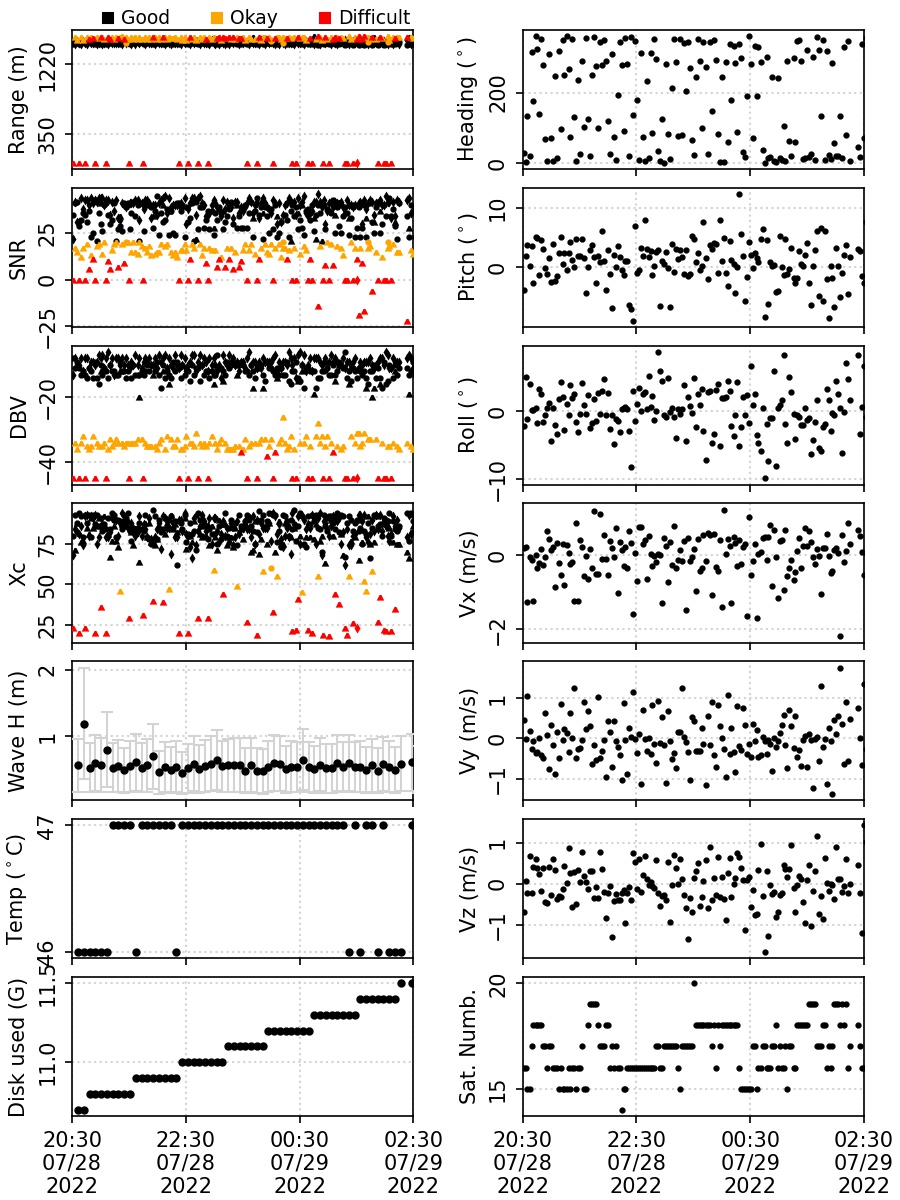 Good Okay Difficult
Range (m)
1220
350
Heading (°)
200
0
SNR
25
0
−25
Pitch (°)
10
0
DBV
−20
−40
Roll (°)
0
−10
Xc
75
50
25
Vx (m/s)
0
−2
Wave H (m)
2
1
Vy (m/s)
1
0
−1
Temp (°C)
47
46
Vz (m/s)
1
0
−1
Disk used (G)
11.5
11.0
Sat. Numb.
20
15
20:30 22:30 00:30 02:30
07/28 07/28 07/29 07/29
2022 2022 2022 2022
20:30 22:30 00:30 02:30
07/28 07/28 07/29 07/29
2022 2022 2022 2022